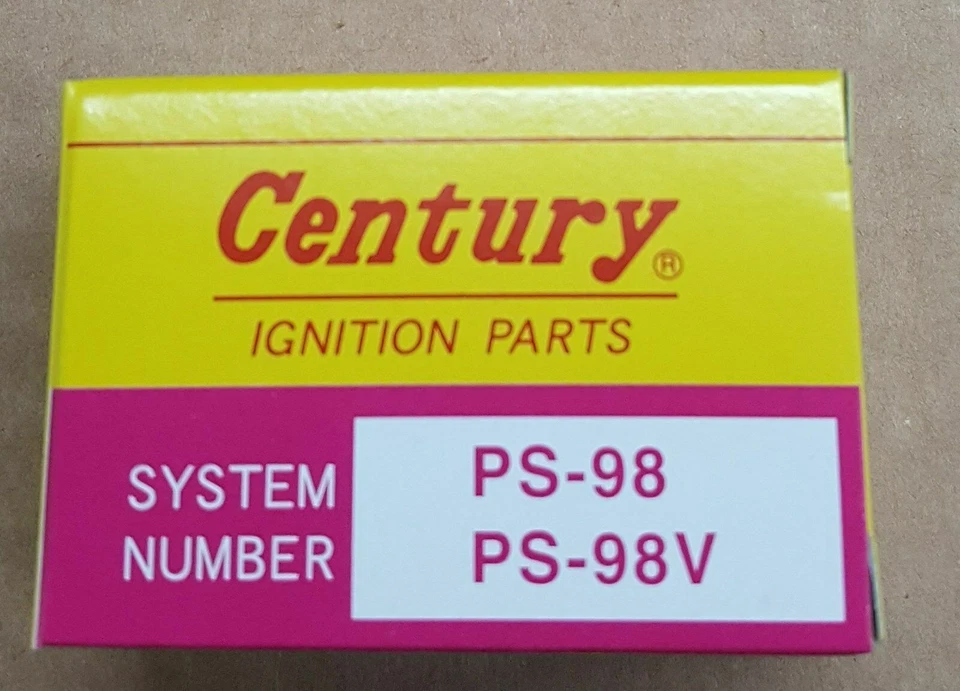 Century®
IGNITION PARTS
SYSTEM
NUMBER
PS-98
PS-98V